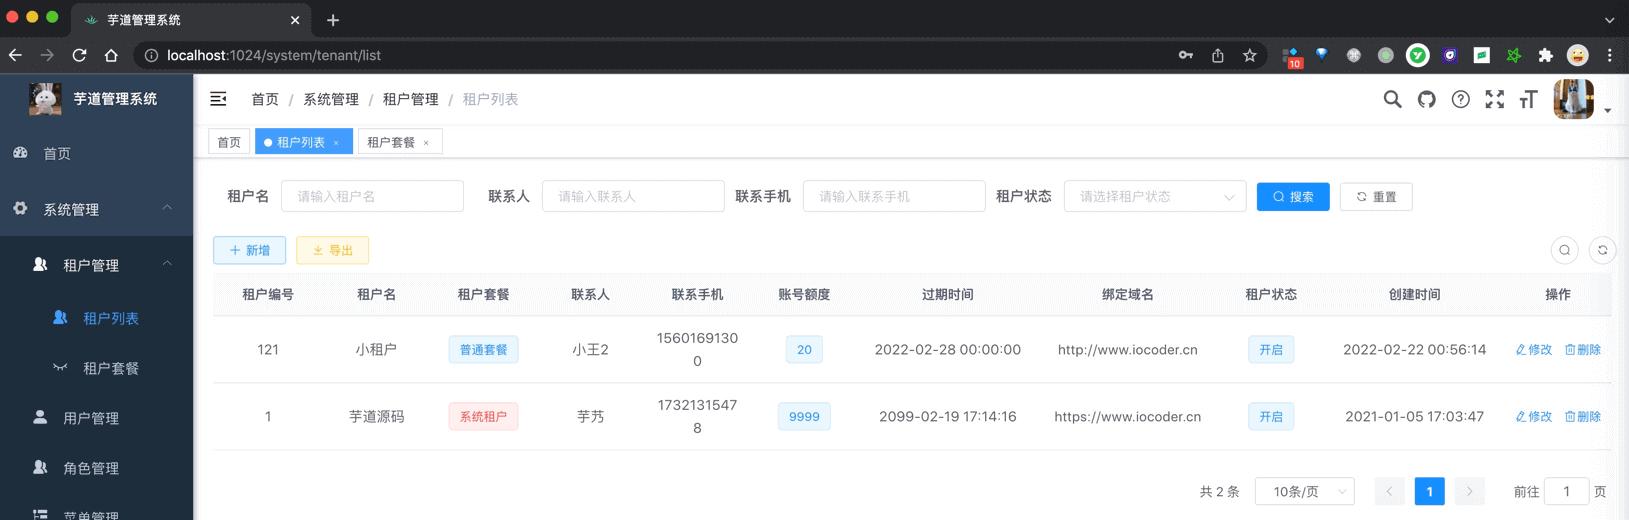 芋道管理系统
localhost:1024/system/tenant/list
10
芋道管理系统
首页 / 系统管理 / 租户管理 / 租户列表
首页
租户列表 ×
租户套餐 ×
首页
系统管理
租户管理
租户列表
租户套餐
用户管理
角色管理
菜单管理
租户名 请输入租户名 联系人 请输入联系人 联系手机 请输入联系手机 租户状态 请选择租户状态 搜索 重置
+ 新增 导出
租户编号 租户名 租户套餐 联系人 联系手机 账号额度 过期时间 绑定域名 租户状态 创建时间 操作
121 小租户 普通套餐 小王2 15601691300 20 2022-02-28 00:00:00 http://www.iocoder.cn 开启 2022-02-22 00:56:14 修改 删除
1 芋道源码 系统租户 芋艿 17321315478 9999 2099-02-19 17:14:16 https://www.iocoder.cn 开启 2021-01-05 17:03:47 修改 删除
共 2 条 10条/页 1 前往 1 页